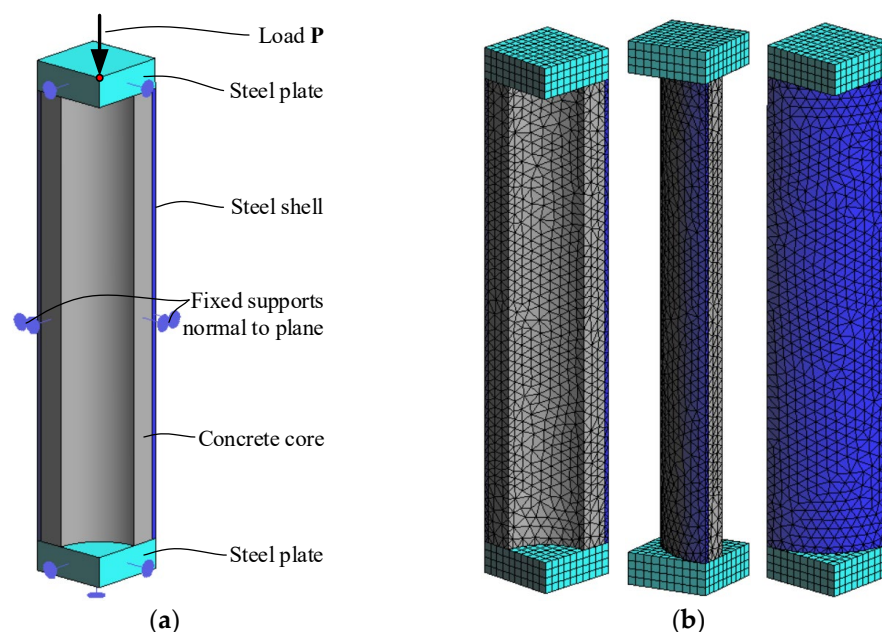 Load P
Steel plate
Steel shell
Fixed supports
normal to plane
Concrete core
Steel plate
(a)
(b)